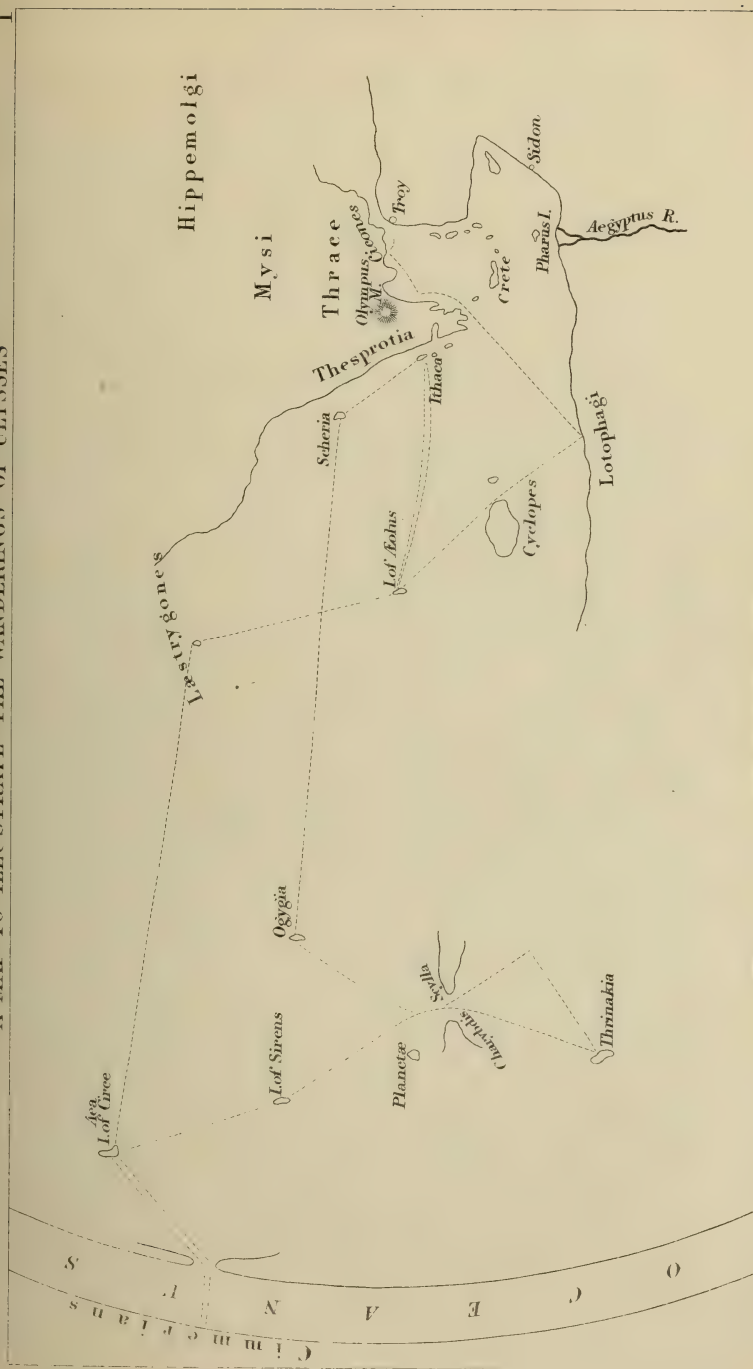 A MAP TO ILLUSTRATE THE WANDERINGS OF ULYSSES
I
Hippemolgi
Mysi
Thrace
Olympus
M.
Cicones
Troy
Thesprotia
Ithaca
Scheria
Crete
Sidon
Pharus I.
Aegyptus R.
Lotophagi
Cyclopes
I. of Æolus
Læstrygones
Ogygia
Scylla
Charybdis
Planctæ
Thrinakia
I. of Sirens
Aea
I. of Circe
OCEANUS
Cimmerians